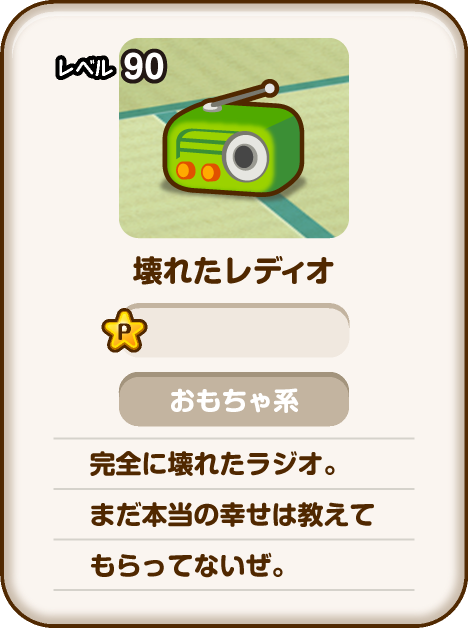 レベル 90
壊れたレディオ
P
おもちゃ系
完全に壊れたラジオ。
まだ本当の幸せは教えて
もらってないぜ。